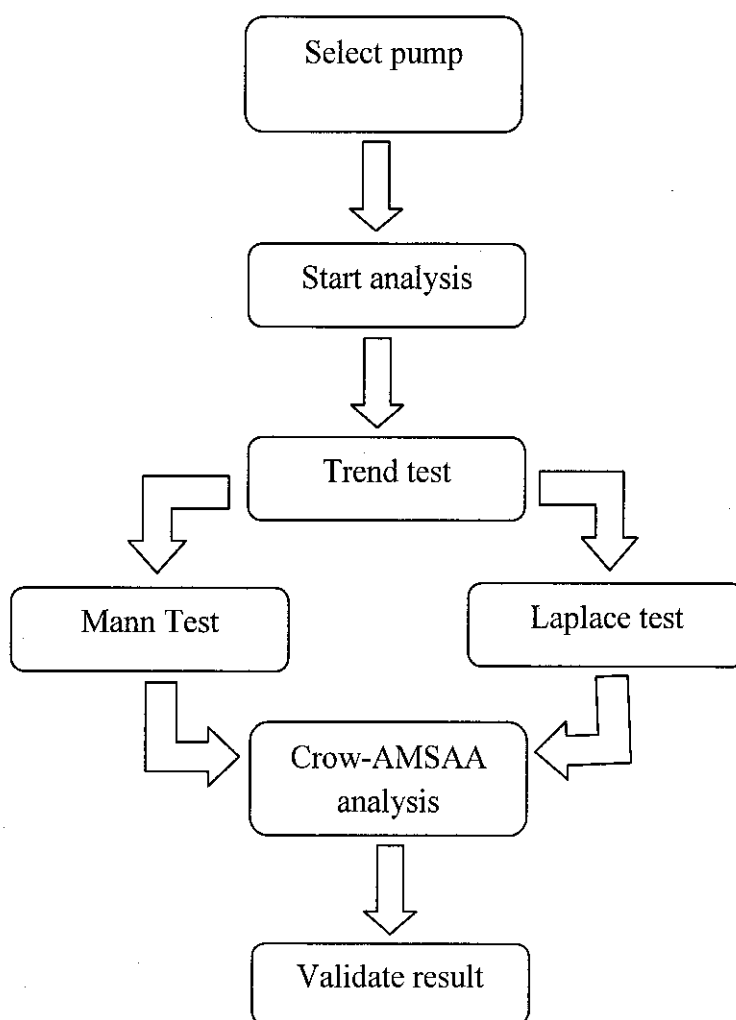 Select pump
Start analysis
Trend test
Mann Test
Laplace test
Crow-AMSAA
analysis
Validate result